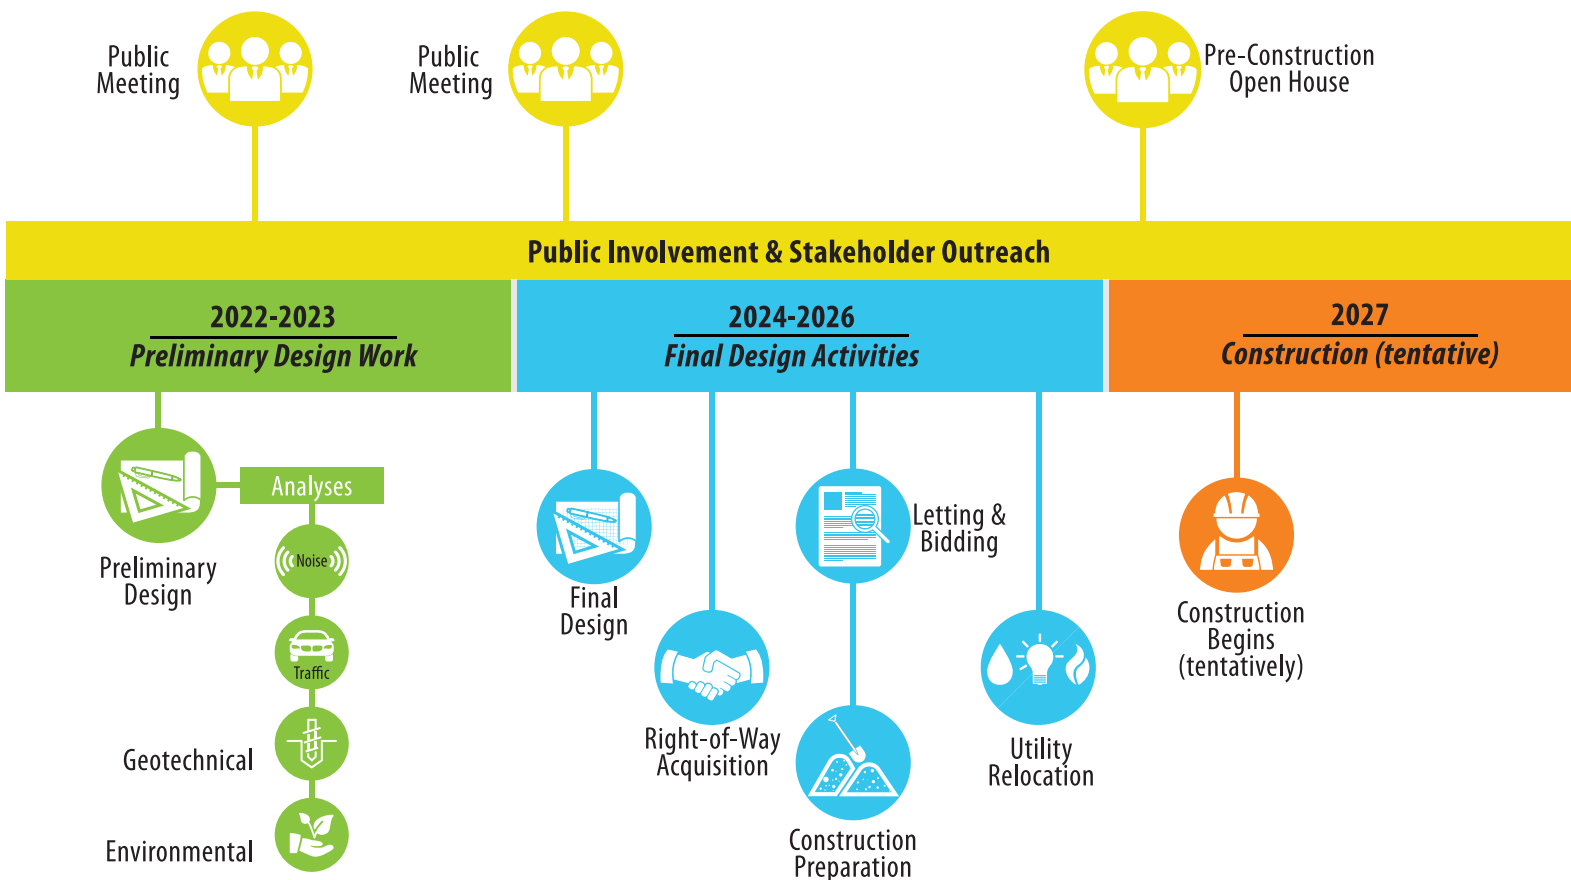 Public
Meeting
Public
Meeting
Pre-Construction
Open House
Public Involvement & Stakeholder Outreach
2022-2023
Preliminary Design Work
2024-2026
Final Design Activities
2027
Construction (tentative)
Analyses
Preliminary
Design
Noise
Traffic
Geotechnical
Environmental
Final
Design
Right-of-Way
Acquisition
Letting &
Bidding
Construction
Preparation
Utility
Relocation
Construction
Begins
(tentatively)